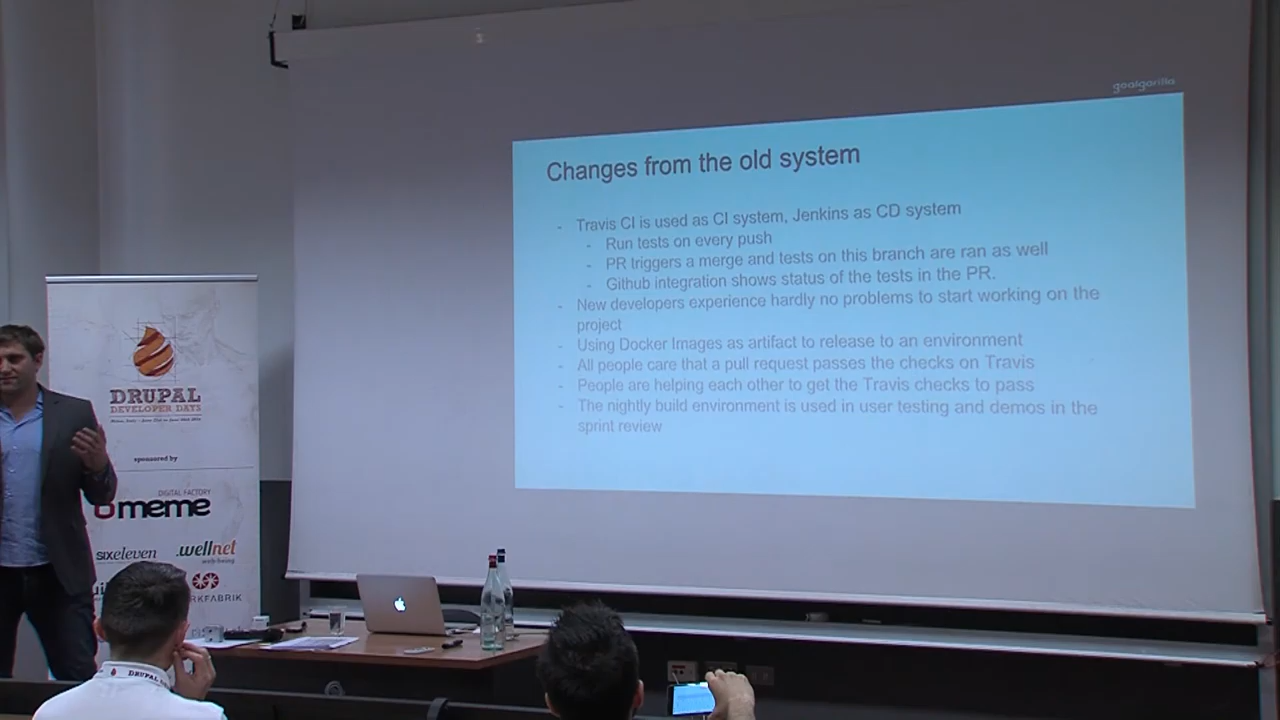 goalgorilla
Changes from the old system
- Travis CI is used as CI system, Jenkins as CD system
- Run tests on every push
- PR triggers a merge and tests on this branch are ran as well
- Github integration shows status of the tests in the PR.
- New developers experience hardly no problems to start working on the
project
- Using Docker Images as artifact to release to an environment
- All people care that a pull request passes the checks on Travis
- People are helping each other to get the Travis checks to pass
- The nightly build environment is used in user testing and demos in the
sprint review
DRUPAL
DEVELOPER DAYS
sponsored by
DIGITAL FACTORY
meme
sixeleven
.wellnet
well-being
RKFABRIK
DRUPAL